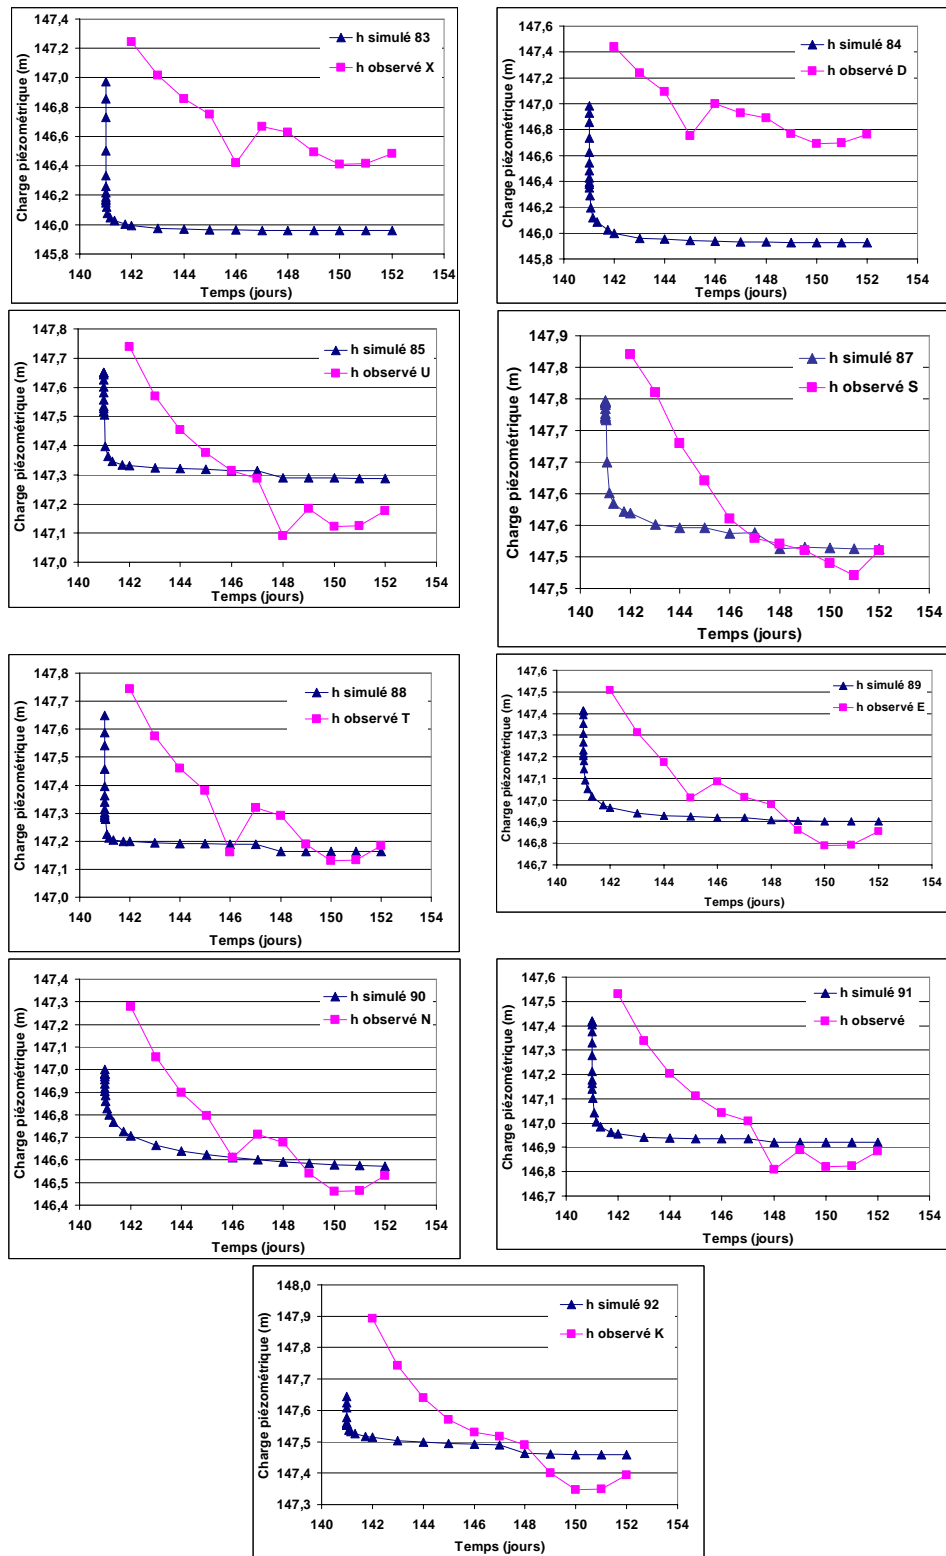 147,4
147,2
147,0
146,8
146,6
146,4
146,2
146,0
145,8
140 142 144 146 148 150 152 154
Temps (jours)
Charge piézométrique (m)
h simulé 83
h observé X
147,6
147,4
147,2
147,0
146,8
146,6
146,4
146,2
146,0
145,8
140 142 144 146 148 150 152 154
Temps (jours)
Charge piézométrique (m)
h simulé 84
h observé D
147,8
147,7
147,6
147,5
147,4
147,3
147,2
147,1
147,0
140 142 144 146 148 150 152 154
Temps (jours)
Charge piézométrique (m)
h simulé 85
h observé U
147,9
147,8
147,8
147,7
147,7
147,6
147,6
147,5
147,5
140 142 144 146 148 150 152 154
Temps (jours)
Charge piézométrique (m)
h simulé 87
h observé S
147,8
147,7
147,6
147,5
147,4
147,3
147,2
147,1
147,0
140 142 144 146 148 150 152 154
Temps (jours)
Charge piézométrique (m)
h simulé 88
h observé T
147,6
147,5
147,4
147,3
147,2
147,1
147,0
146,9
146,8
146,7
140 142 144 146 148 150 152 154
Temps (jours)
Charge piézométrique (m)
h simulé 89
h observé E
147,4
147,3
147,2
147,1
147,0
146,9
146,8
146,7
146,6
146,5
146,4
140 142 144 146 148 150 152 154
Temps (jours)
Charge piézométrique (m)
h simulé 90
h observé N
147,6
147,5
147,4
147,3
147,2
147,1
147,0
146,9
146,8
146,7
140 142 144 146 148 150 152 154
Temps (jours)
Charge piézométrique (m)
h simulé 91
h observé
148,0
147,9
147,8
147,7
147,6
147,5
147,4
147,3
140 142 144 146 148 150 152 154
Temps (jours)
Charge piézométrique (m)
h simulé 92
h observé K